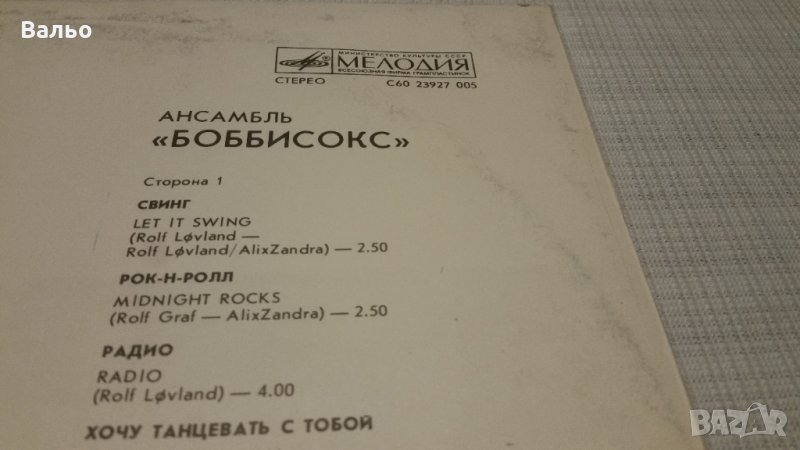 Вальо
МИНИСТЕРСТВО КУЛЬТУРЫ СССР
МЕЛОДИЯ
ВСЕСОЮЗНАЯ ФИРМА ГРАМПЛАСТИНОК
СТЕРЕО
С60 23927 005
АНСАМБЛЬ
«БОББИСОКС»
Сторона 1
СВИНГ
LET IT SWING
(Rolf Løvland —
Rolf Løvland/AlixZandra) — 2.50
РОК-Н-РОЛЛ
MIDNIGHT ROCKS
(Rolf Graf — AlixZandra) — 2.50
РАДИО
RADIO
(Rolf Løvland) — 4.00
ХОЧУ ТАНЦЕВАТЬ С ТОБОЙ
BAZAR